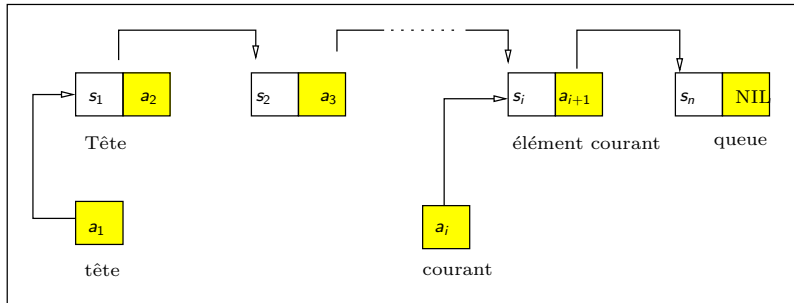 s₁ a₂ s₂ a₃ sᵢ aᵢ₊₁ sₙ NIL
Tête élément courant queue
a₁ aᵢ
tête courant